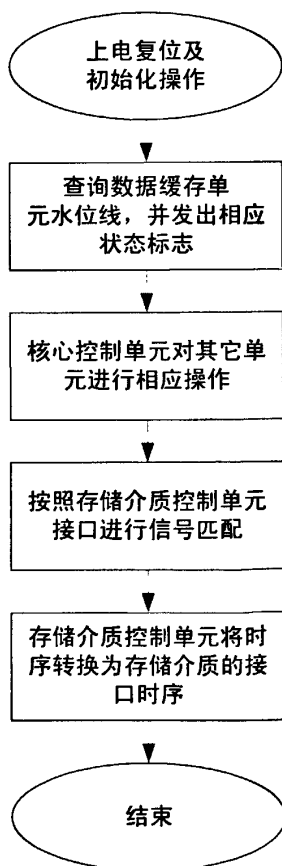 上电复位及
初始化操作
查询数据缓存单
元水位线，并发出相应
状态标志
核心控制单元对其它单
元进行相应操作
按照存储介质控制单元
接口进行信号匹配
存储介质控制单元将时
序转换为存储介质的接
口时序
结束